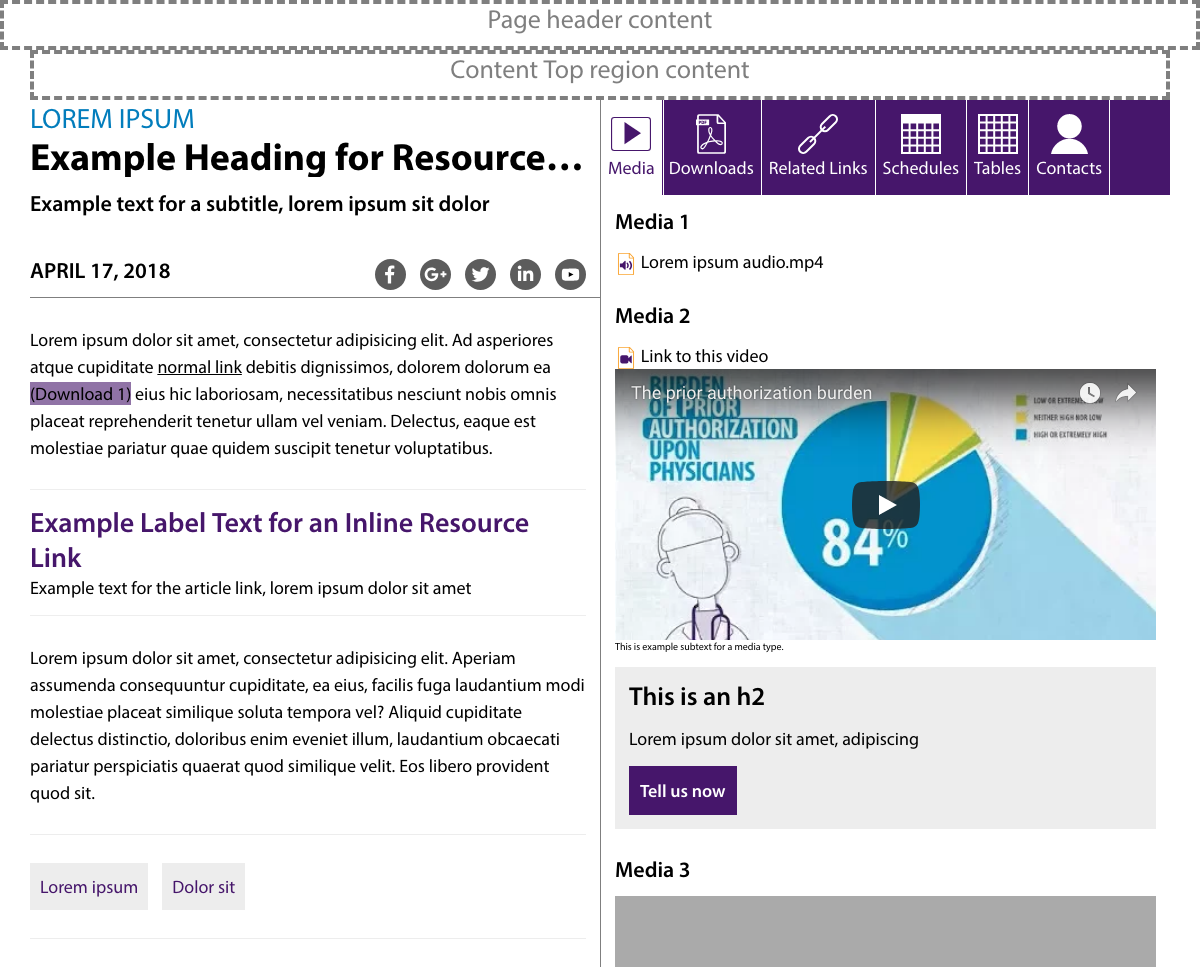 Page header content
Content Top region content
LOREM IPSUM
Example Heading for Resource…
Example text for a subtitle, lorem ipsum sit dolor
APRIL 17, 2018
Lorem ipsum dolor sit amet, consectetur adipisicing elit. Ad asperiores
atque cupiditate normal link debitis dignissimos, dolorem dolorum ea
(Download 1) eius hic laboriosam, necessitatibus nesciunt nobis omnis
placeat reprehenderit tenetur ullam vel veniam. Delectus, eaque est
molestiae pariatur quae quidem suscipit tenetur voluptatibus.
Example Label Text for an Inline Resource
Link
Example text for the article link, lorem ipsum dolor sit amet
Lorem ipsum dolor sit amet, consectetur adipisicing elit. Aperiam
assumenda consequuntur cupiditate, ea eius, facilis fuga laudantium modi
molestiae placeat similique soluta tempora vel? Aliquid cupiditate
delectus distinctio, doloribus enim eveniet illum, laudantium obcaecati
pariatur perspiciatis quaerat quod similique velit. Eos libero provident
quod sit.
Lorem ipsum Dolor sit
Media PDF Downloads Related Links Schedules Tables Contacts
Media 1
Lorem ipsum audio.mp4
Media 2
Link to this video
The prior authorization burden
BURDEN
OF PRIOR
AUTHORIZATION
UPON
PHYSICIANS
LOW OR EXTREMELY LOW
NEITHER HIGH NOR LOW
HIGH OR EXTREMELY HIGH
84%
This is example subtext for a media type.
This is an h2
Lorem ipsum dolor sit amet, adipiscing
Tell us now
Media 3